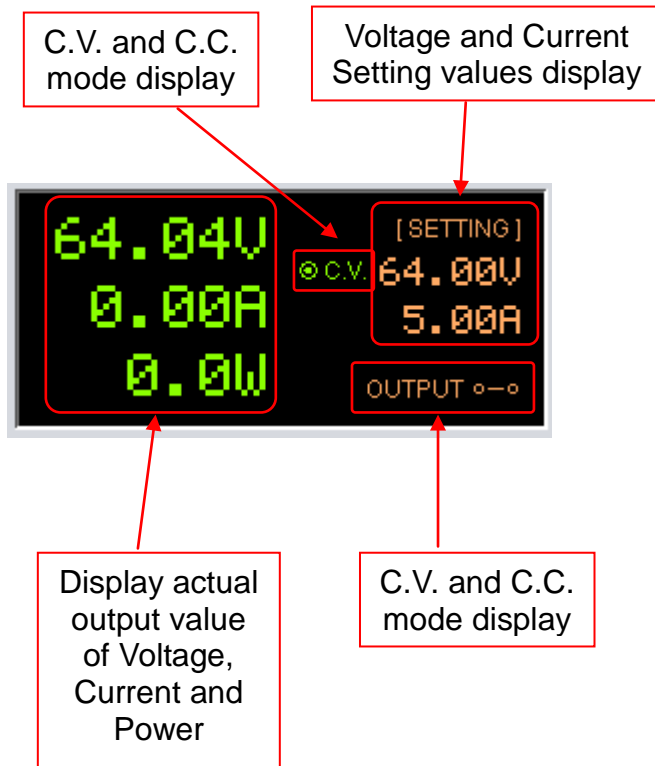 C.V. and C.C.
mode display
Voltage and Current
Setting values display
64.04V
0.00A
0.0W
C.V.
[SETTING]
64.00V
5.00A
OUTPUT
Display actual
output value
of Voltage,
Current and
Power
C.V. and C.C.
mode display